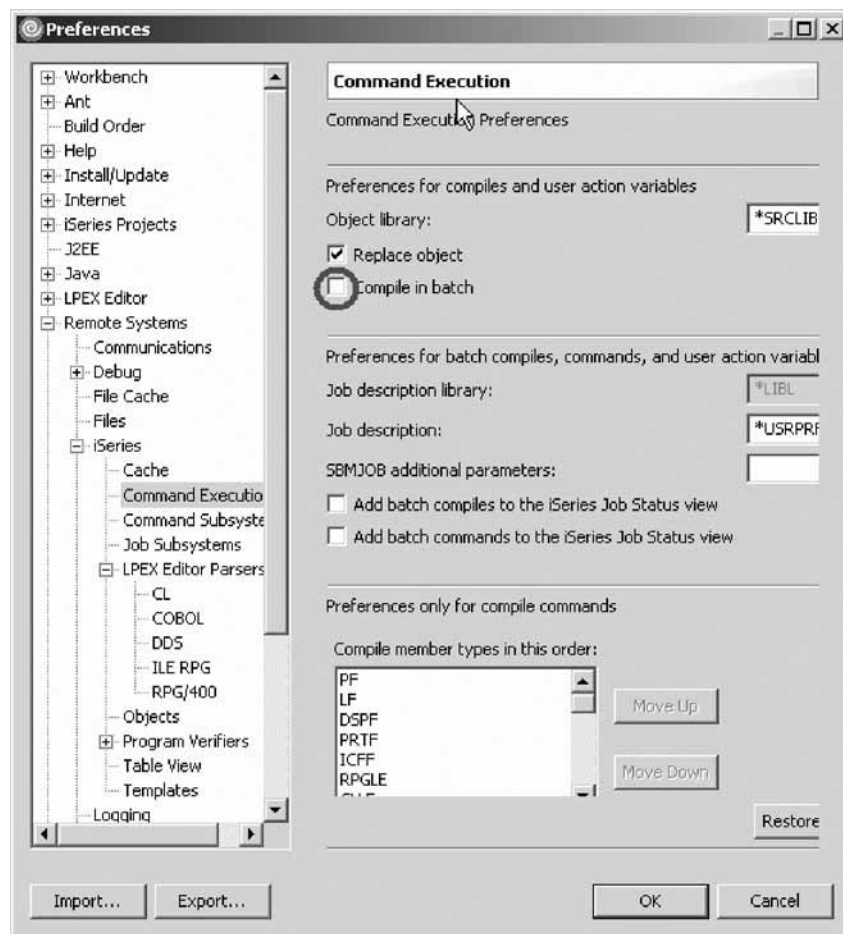 Preferences
Workbench
Ant
Build Order
Help
Install/Update
Internet
iSeries Projects
J2EE
Java
LPEX Editor
Remote Systems
Communications
Debug
File Cache
Files
iSeries
Cache
Command Executio
Command Subsyste
Job Subsystems
LPEX Editor Parsers
CL
COBOL
DDS
ILE RPG
RPG/400
Objects
Program Verifiers
Table View
Templates
Logging
Command Execution
Command Execution Preferences
Preferences for compiles and user action variables
Object library: *SRCLIB
Replace object
Compile in batch
Preferences for batch compiles, commands, and user action variabl
Job description library: *LIBL
Job description: *USRPRF
SBMJOB additional parameters:
Add batch compiles to the iSeries Job Status view
Add batch commands to the iSeries Job Status view
Preferences only for compile commands
Compile member types in this order:
PF
LF
DSPF
PRTF
ICFF
RPGLE
Move Up
Move Down
Restore
Import... Export... OK Cancel